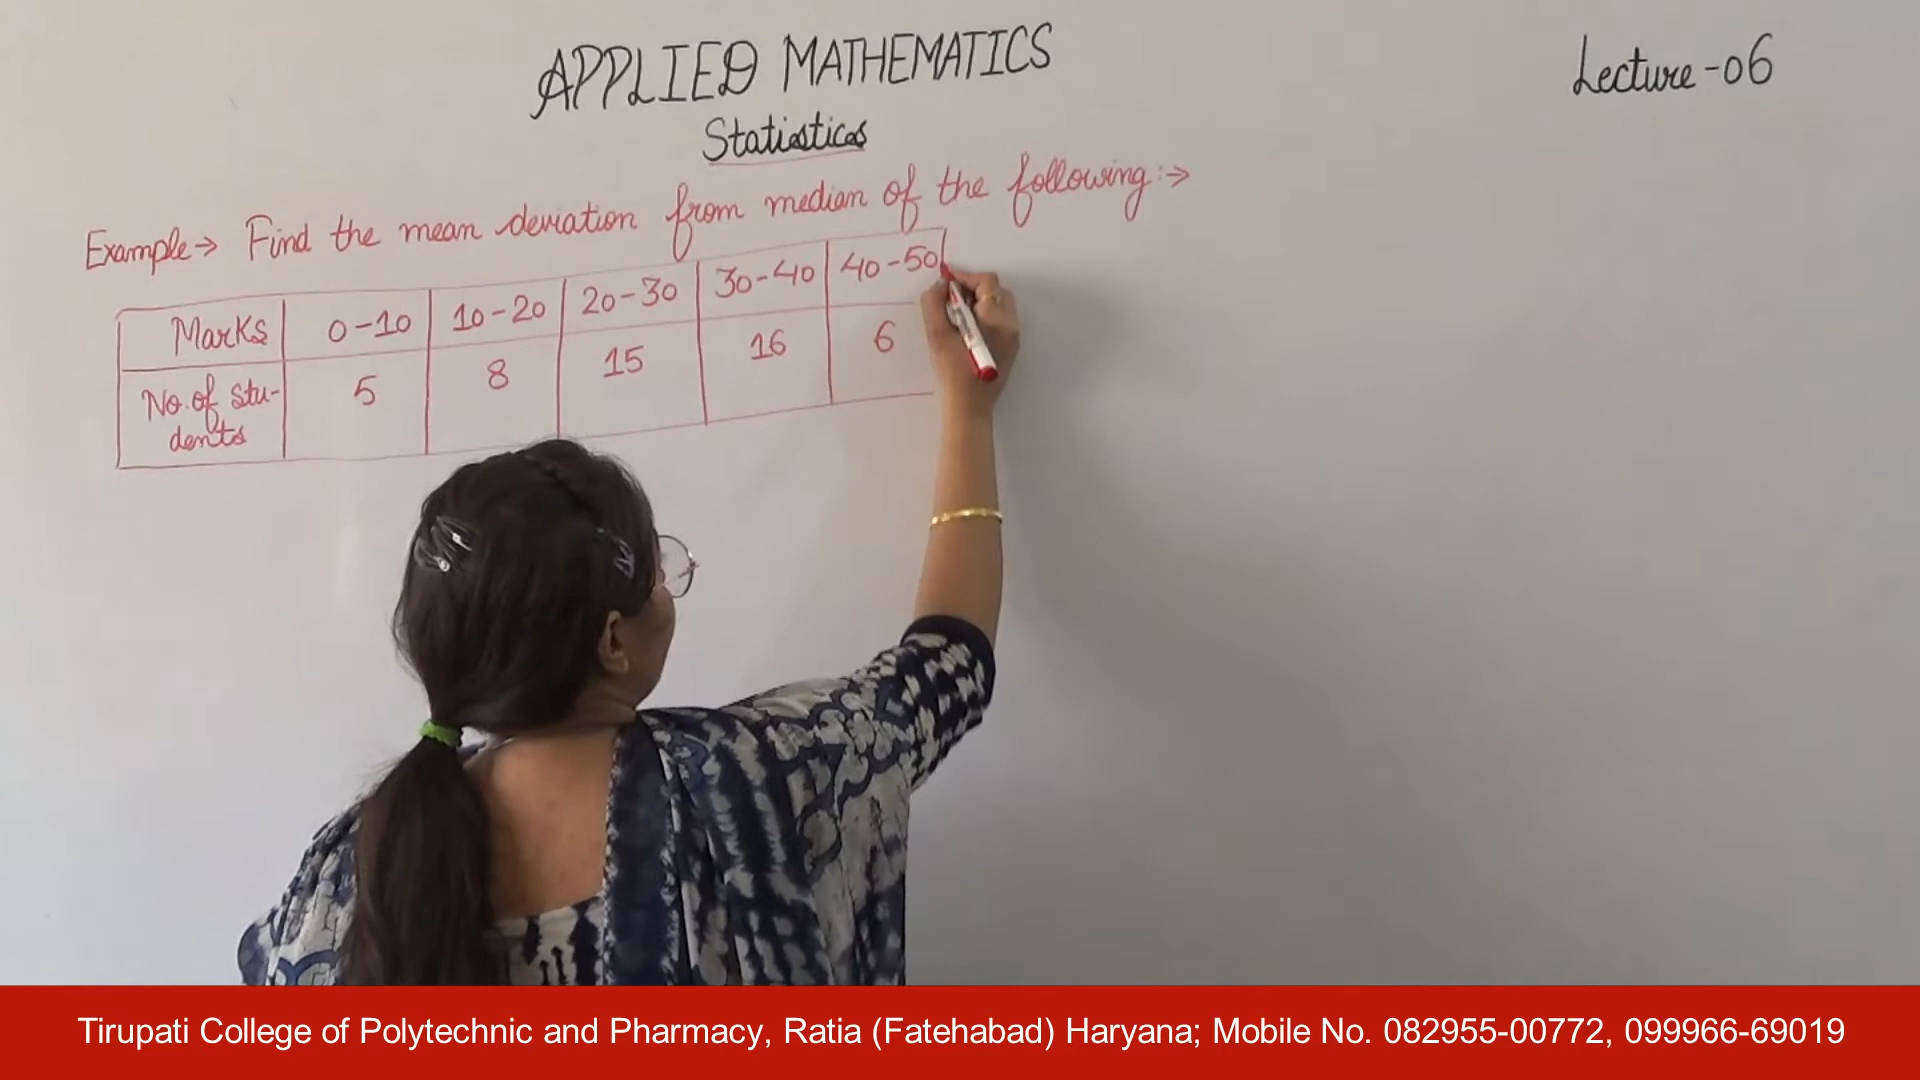 APPLIED MATHEMATICS
Lecture-06
Statistics
Example→ Find the mean deviation from median of the following:→
Marks 0-10 10-20 20-30 30-40 40-50
No. of stu- 5 8 15 16 6
dents
Tirupati College of Polytechnic and Pharmacy, Ratia (Fatehabad) Haryana; Mobile No. 082955-00772, 099966-69019